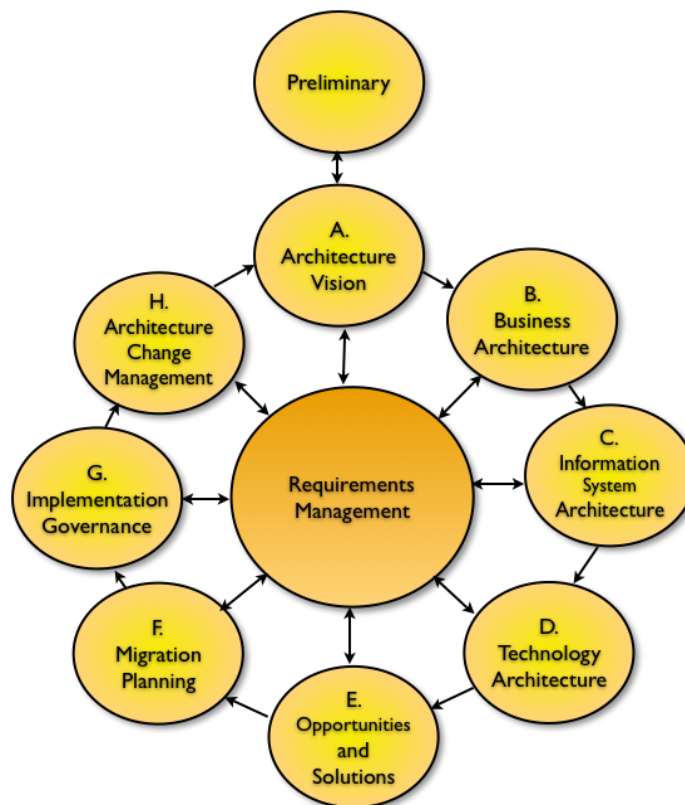 Preliminary
A.
Architecture
Vision
B.
Business
Architecture
H.
Architecture
Change
Management
C.
Information
System
Architecture
G.
Implementation
Governance
Requirements
Management
D.
Technology
Architecture
F.
Migration
Planning
E.
Opportunities
and
Solutions